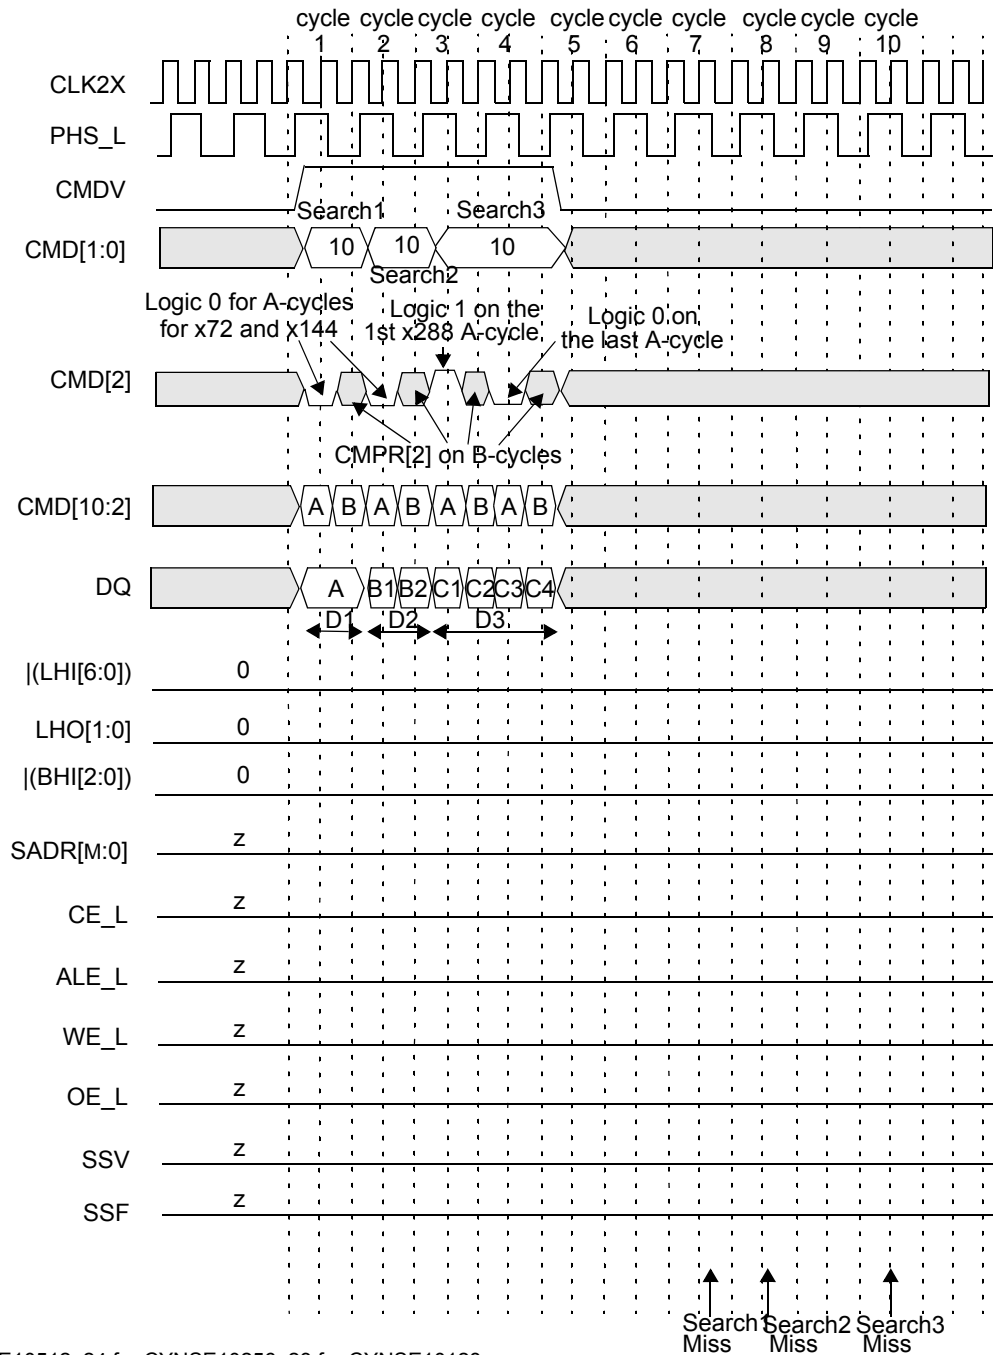 cycle cycle cycle cycle cycle cycle cycle cycle cycle cycle
1 2 3 4 5 6 7 8 9 10
CLK2X
PHS_L
CMDV
Search1 Search3
CMD[1:0] 10 10 10
Search2
Logic 0 for A-cycles
for x72 and x144
Logic 1 on the
1st x288 A-cycle
Logic 0 on
the last A-cycle
CMD[2]
CMPR[2] on B-cycles
CMD[10:2] A B A B A B A B
DQ A B1 B2 C1 C2 C3 C4
D1 D2 D3
|(LHI[6:0]) 0
LHO[1:0] 0
|(BHI[2:0]) 0
SADR[M:0] z
CE_L z
ALE_L z
WE_L z
OE_L z
SSV z
SSF z
Search1 Search2 Search3
Miss Miss Miss